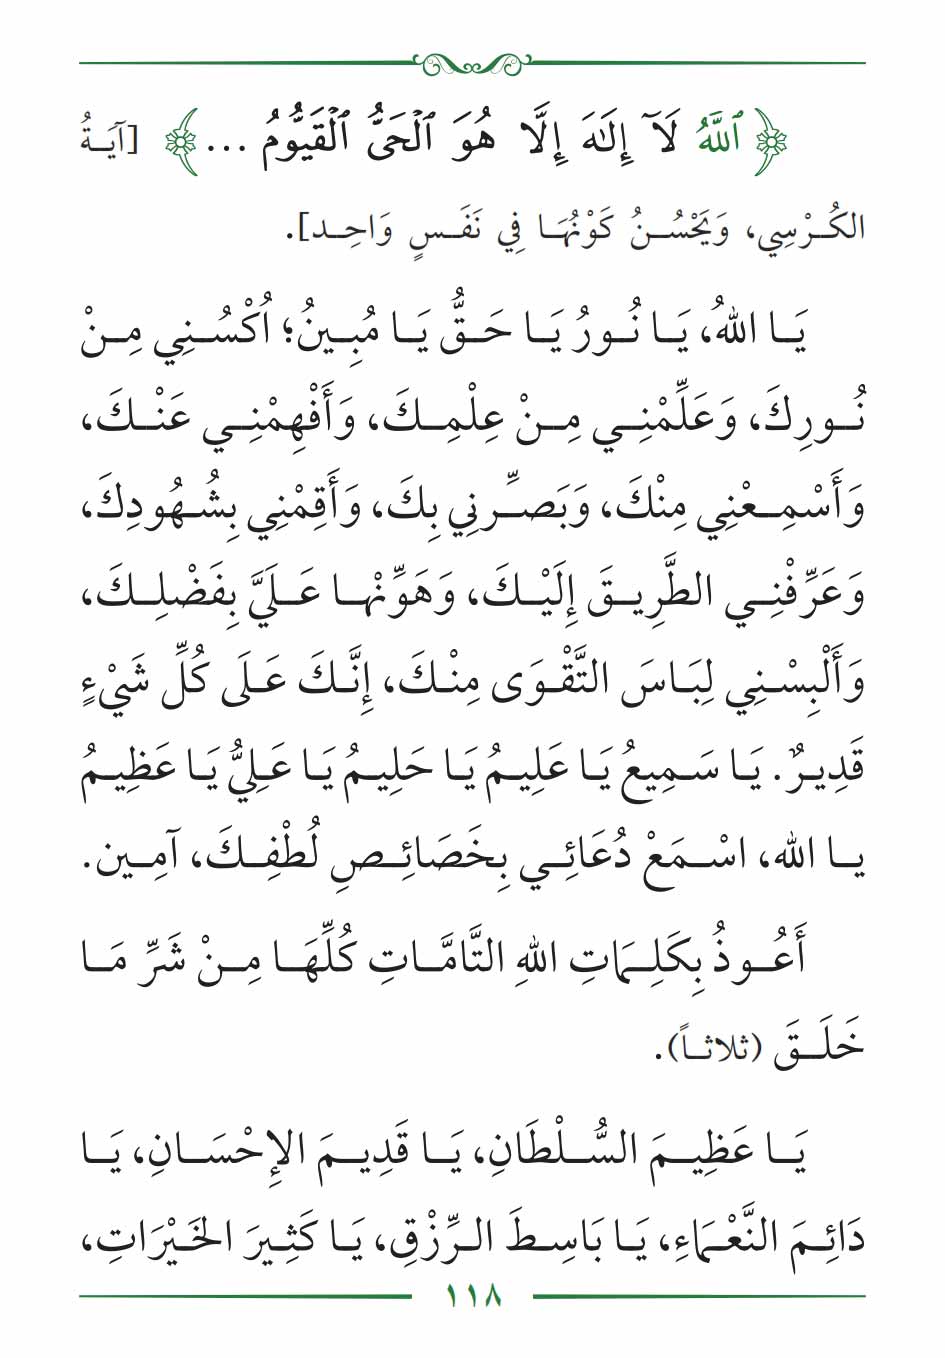 ﴿ٱللَّهُ لَآ إِلَـٰهَ إِلَّا هُوَ ٱلْحَىُّ ٱلْقَيُّومُ ...﴾ [آيَةُ
الكُرْسِي، وَيَحْسُنُ كَوْنُهَا فِي نَفَسٍ وَاحِد].
يَا اللهُ، يَا نُورُ يَا حَقُّ يَا مُبِينُ؛ اُكْسُنِي مِنْ
نُورِكَ، وَعَلِّمْنِي مِنْ عِلْمِكَ، وَأَفْهِمْنِي عَنْكَ،
وَأَسْمِعْنِي مِنْكَ، وَبَصِّرنِي بِكَ، وَأَقِمْنِي بِشُهُودِكَ،
وَعَرِّفْنِي الطَّرِيقَ إِلَيْكَ، وَهَوِّنْهَا عَلَيَّ بِفَضْلِكَ،
وَأَلْبِسْنِي لِبَاسَ التَّقْوَى مِنْكَ، إِنَّكَ عَلَى كُلِّ شَيْءٍ
قَدِيرٌ. يَا سَمِيعُ يَا عَلِيمُ يَا حَلِيمُ يَا عَلِيُّ يَا عَظِيمُ
يا الله، اسْمَعْ دُعَائِي بِخَصَائِصِ لُطْفِكَ، آمِين.
أَعُوذُ بِكَلِمَاتِ اللهِ التَّامَّاتِ كُلِّهَا مِنْ شَرِّ مَا
خَلَقَ (ثلاثاً).
يَا عَظِيمَ السُّلْطَانِ، يَا قَدِيمَ الإِحْسَانِ، يَا
دَائِمَ النَّعْمَاءِ، يَا بَاسِطَ الرِّزْقِ، يَا كَثِيرَ الخَيْرَاتِ،
١١٨